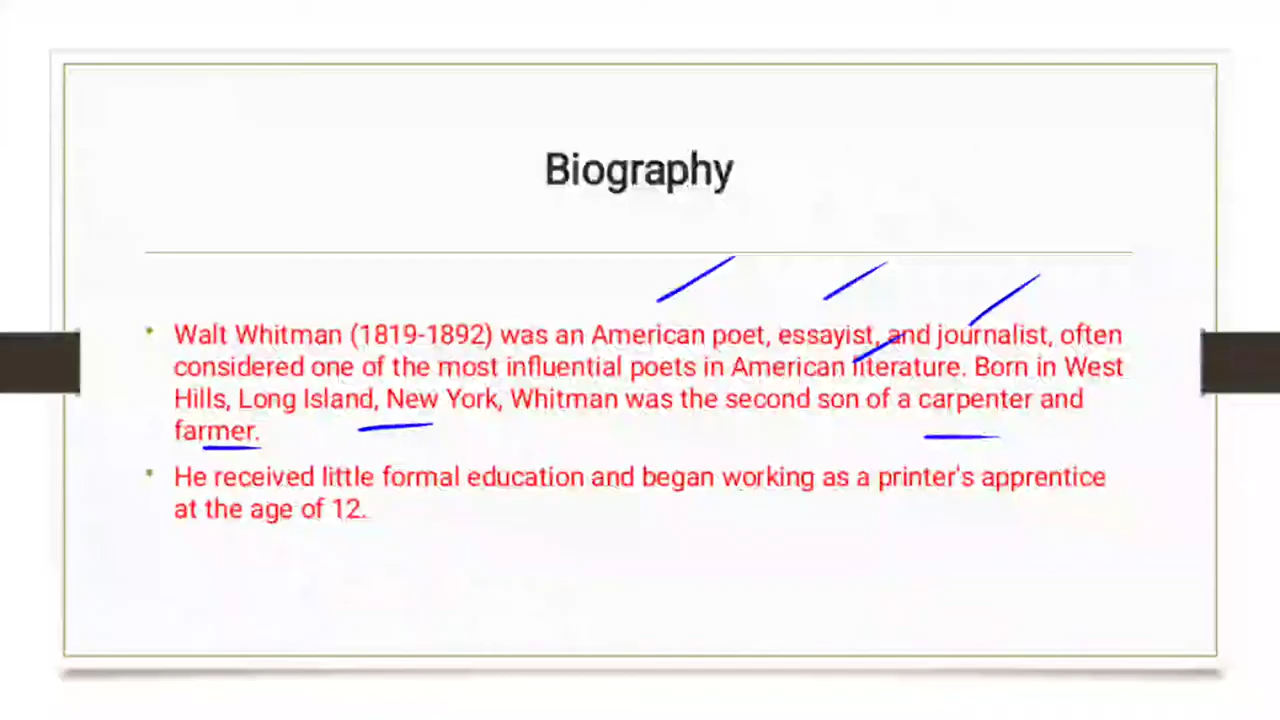 Biography
• Walt Whitman (1819-1892) was an American poet, essayist, and journalist, often
considered one of the most influential poets in American literature. Born in West
Hills, Long Island, New York, Whitman was the second son of a carpenter and
farmer.
• He received little formal education and began working as a printer's apprentice
at the age of 12.